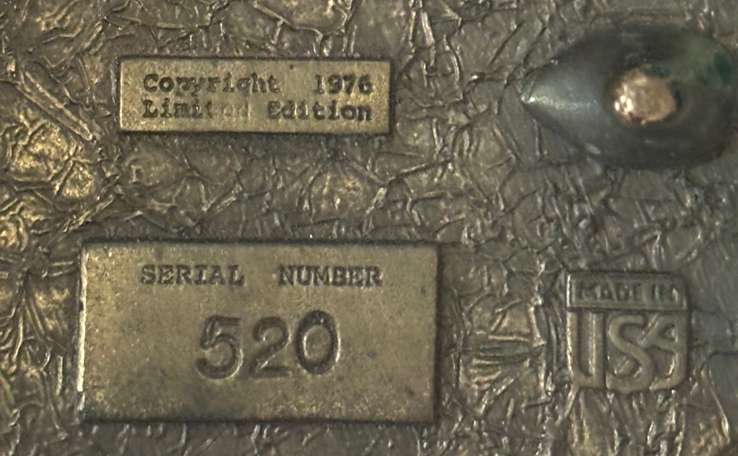 Copyright 1976
Limited Edition
SERIAL NUMBER
520
MADE IN
USA